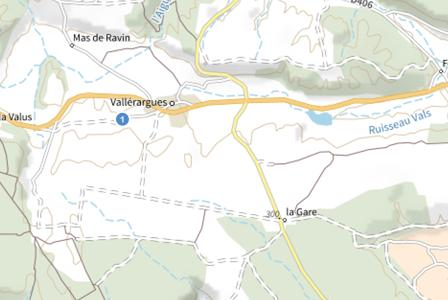 D406
Mas de Ravin
Vallérargues
la Valus
1
Ruisseau Vals
300
la Gare